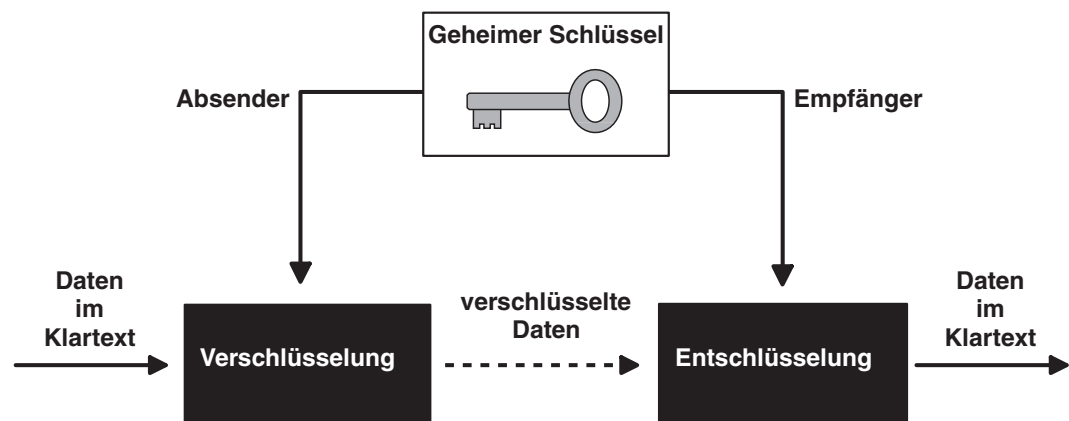 Geheimer Schlüssel
Absender
Empfänger
Daten
im
Klartext
Verschlüsselung
verschlüsselte
Daten
Entschlüsselung
Daten
im
Klartext